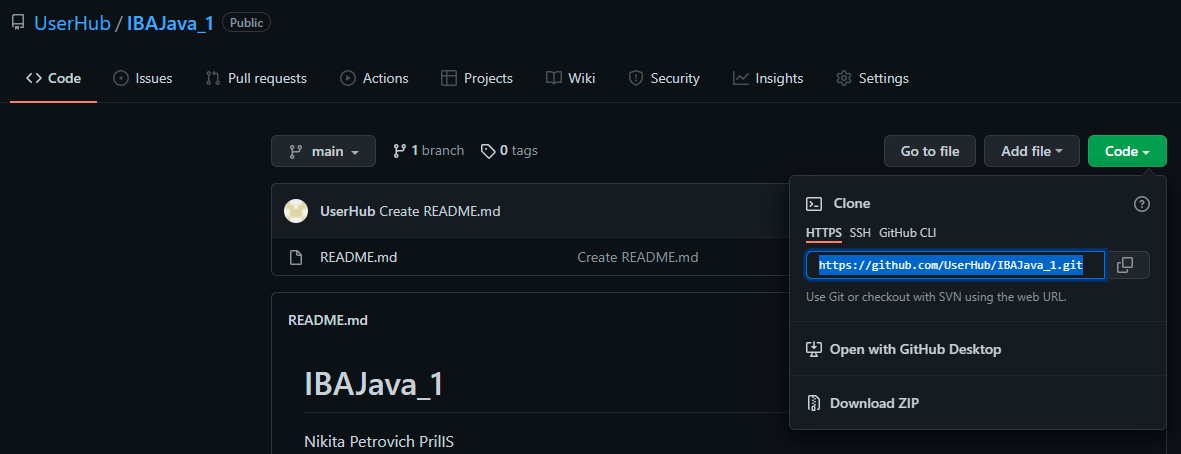 UserHub / IBAJava_1 Public
Code Issues Pull requests Actions Projects Wiki Security Insights Settings
main 1 branch 0 tags Go to file Add file Code
UserHub Create README.md
README.md Create README.md
README.md
IBAJava_1
Nikita Petrovich PrilIS
Clone
HTTPS SSH GitHub CLI
https://github.com/UserHub/IBAJava_1.git
Use Git or checkout with SVN using the web URL.
Open with GitHub Desktop
Download ZIP